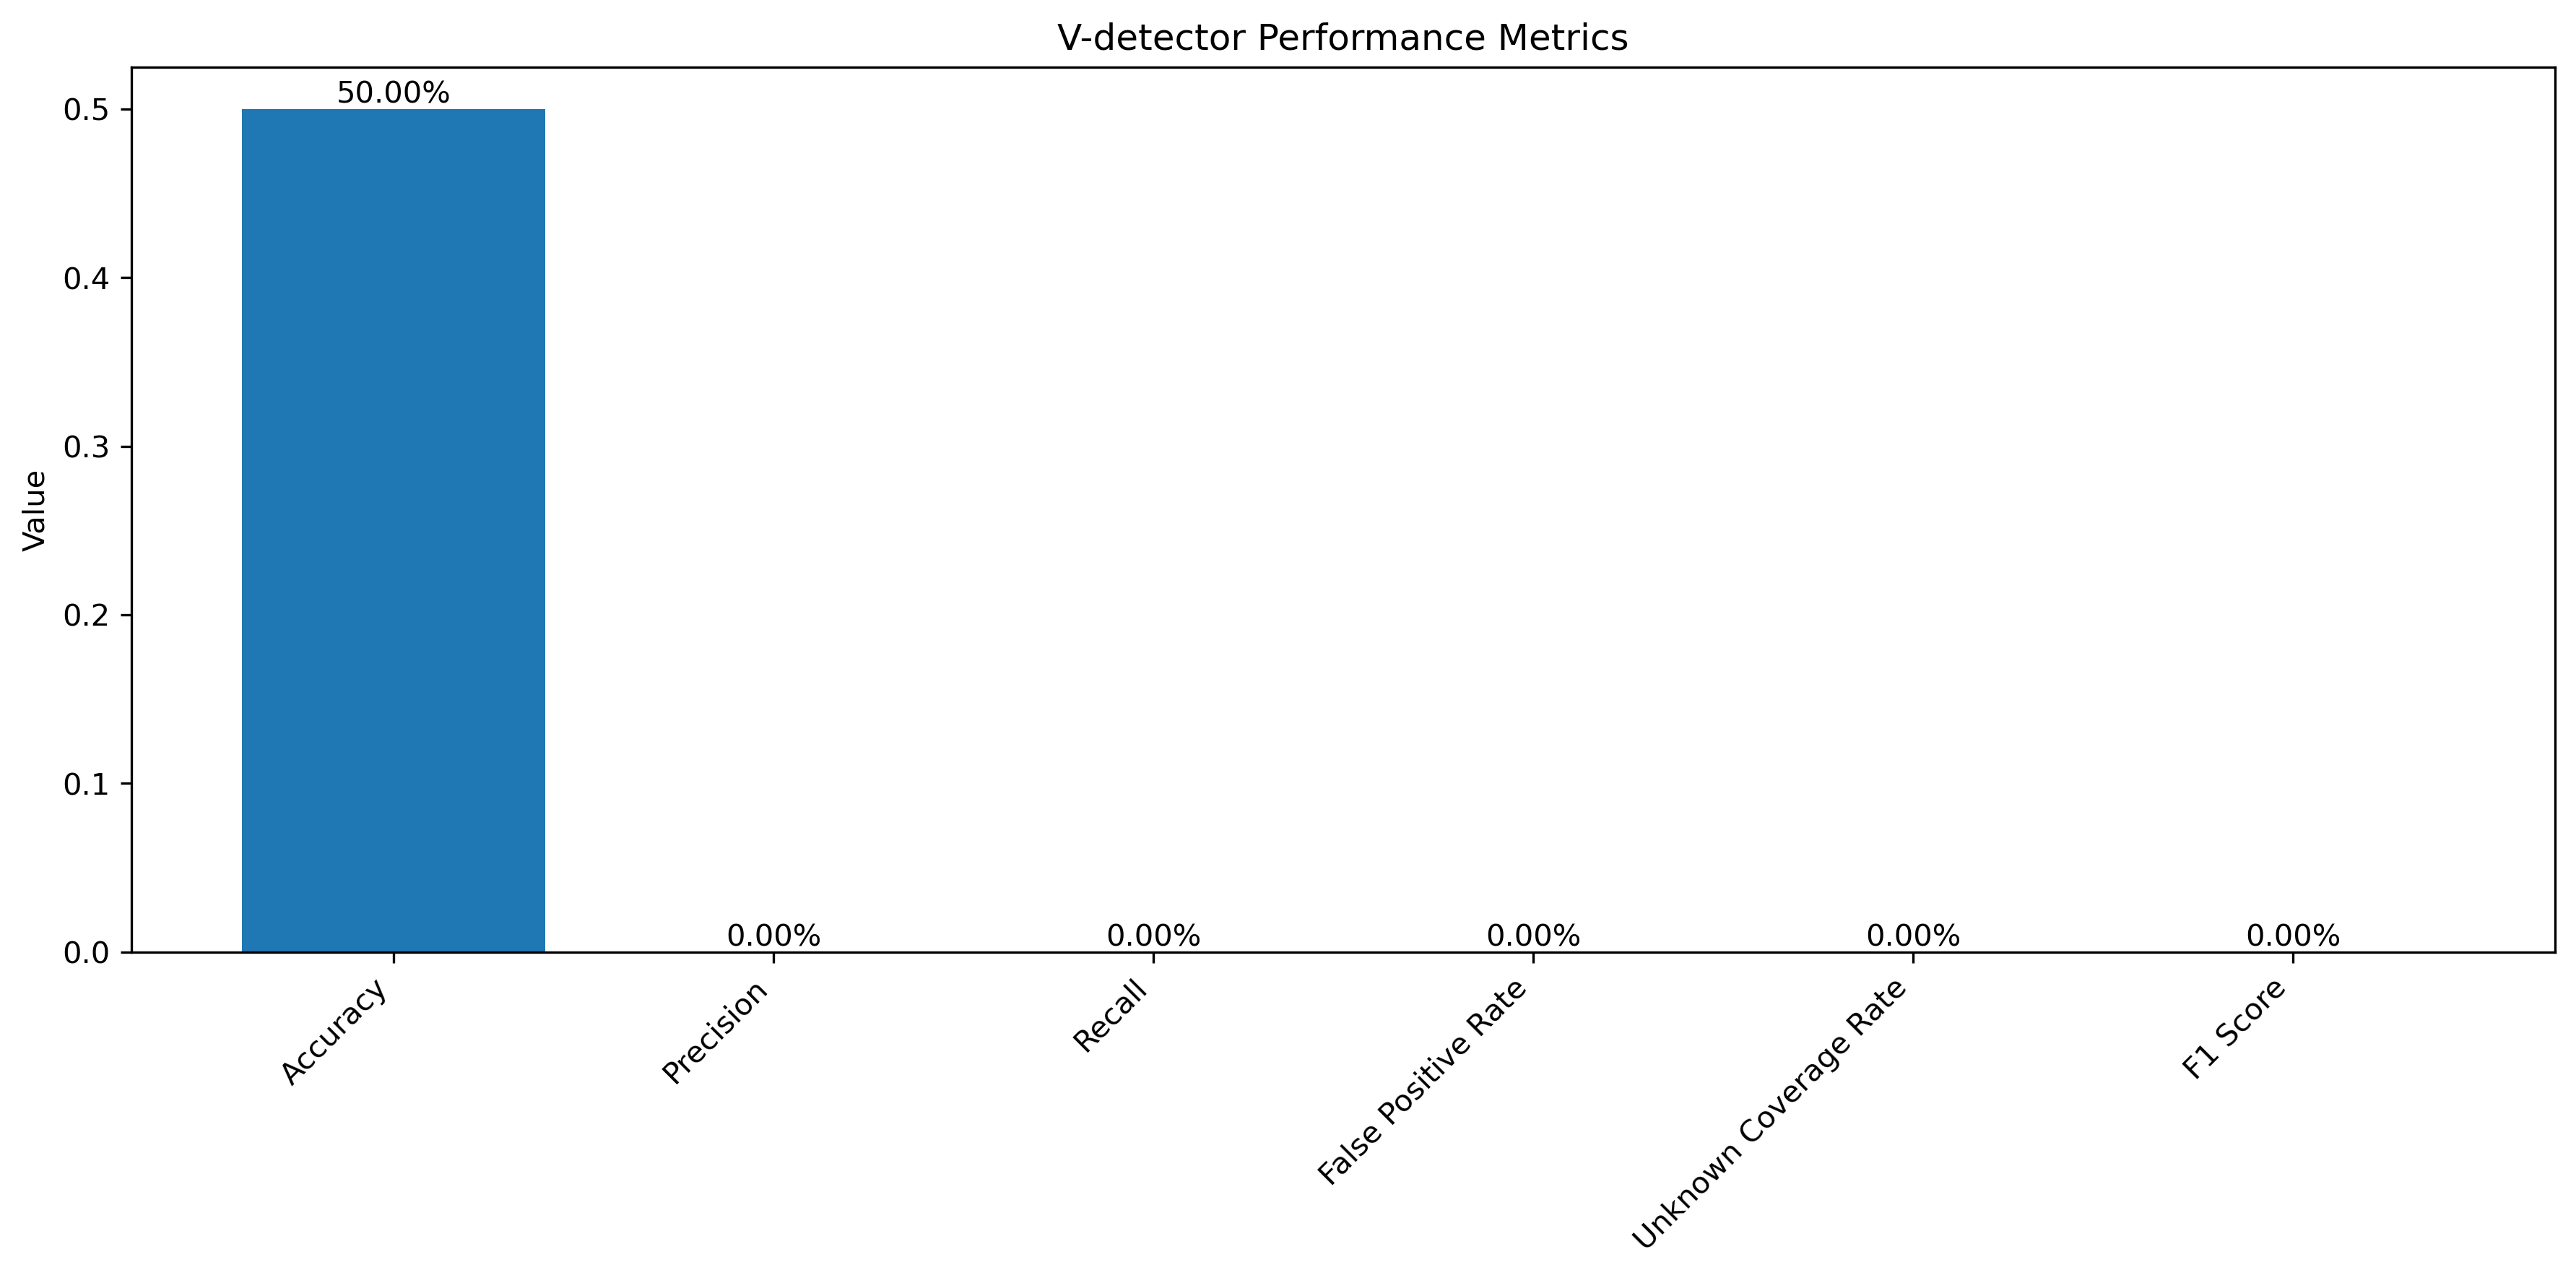 V-detector Performance Metrics
50.00%
0.5
0.4
0.3
0.2
0.1
0.0
Value
0.00%
0.00%
0.00%
0.00%
0.00%
Accuracy
Precision
Recall
False Positive Rate
Unknown Coverage Rate
F1 Score